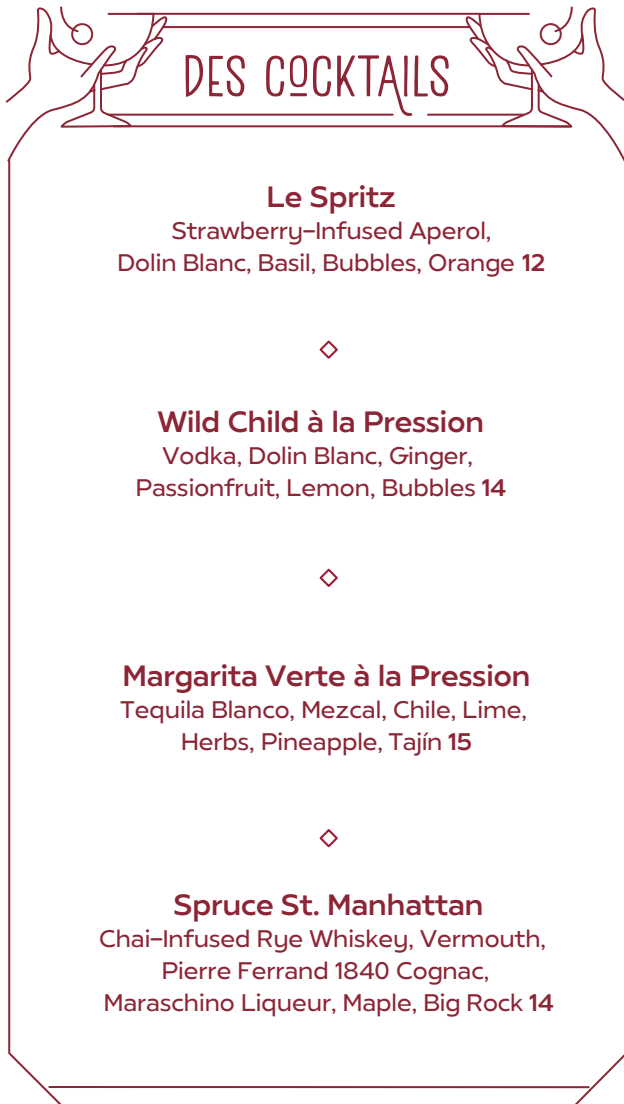 DES COCKTAILS
Le Spritz
Strawberry-Infused Aperol,
Dolin Blanc, Basil, Bubbles, Orange 12
Wild Child à la Pression
Vodka, Dolin Blanc, Ginger,
Passionfruit, Lemon, Bubbles 14
Margarita Verte à la Pression
Tequila Blanco, Mezcal, Chile, Lime,
Herbs, Pineapple, Tajín 15
Spruce St. Manhattan
Chai-Infused Rye Whiskey, Vermouth,
Pierre Ferrand 1840 Cognac,
Maraschino Liqueur, Maple, Big Rock 14